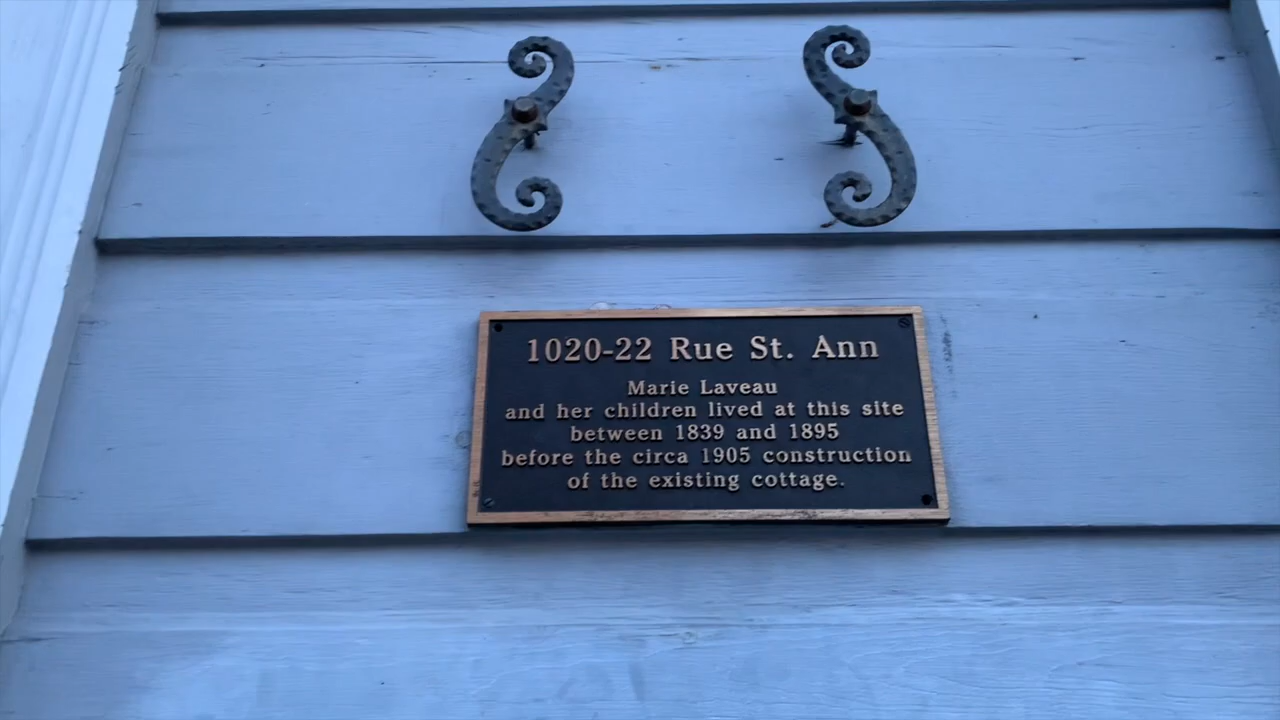 1020-22 Rue St. Ann
Marie Laveau
and her children lived at this site
between 1839 and 1895
before the circa 1905 construction
of the existing cottage.